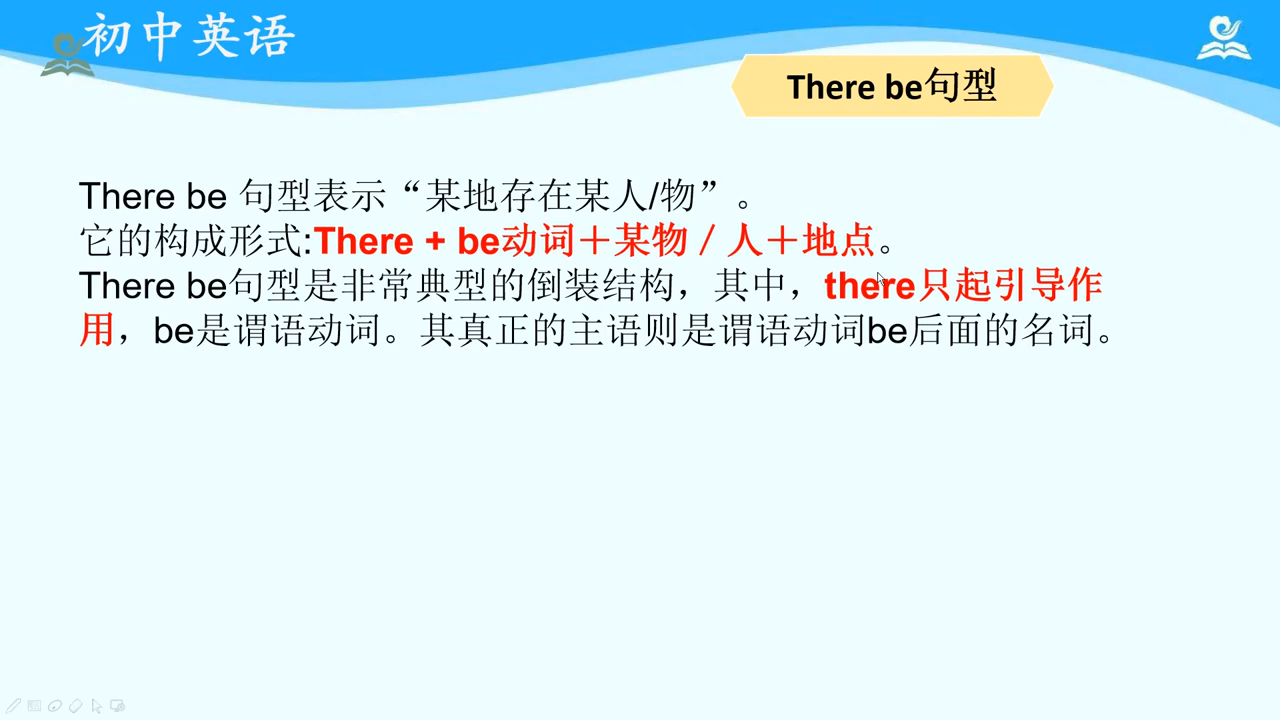 初中英语
There be句型
There be 句型表示“某地存在某人/物”。
它的构成形式:There + be动词＋某物／人＋地点。
There be句型是非常典型的倒装结构，其中，there只起引导作
用，be是谓语动词。其真正的主语则是谓语动词be后面的名词。